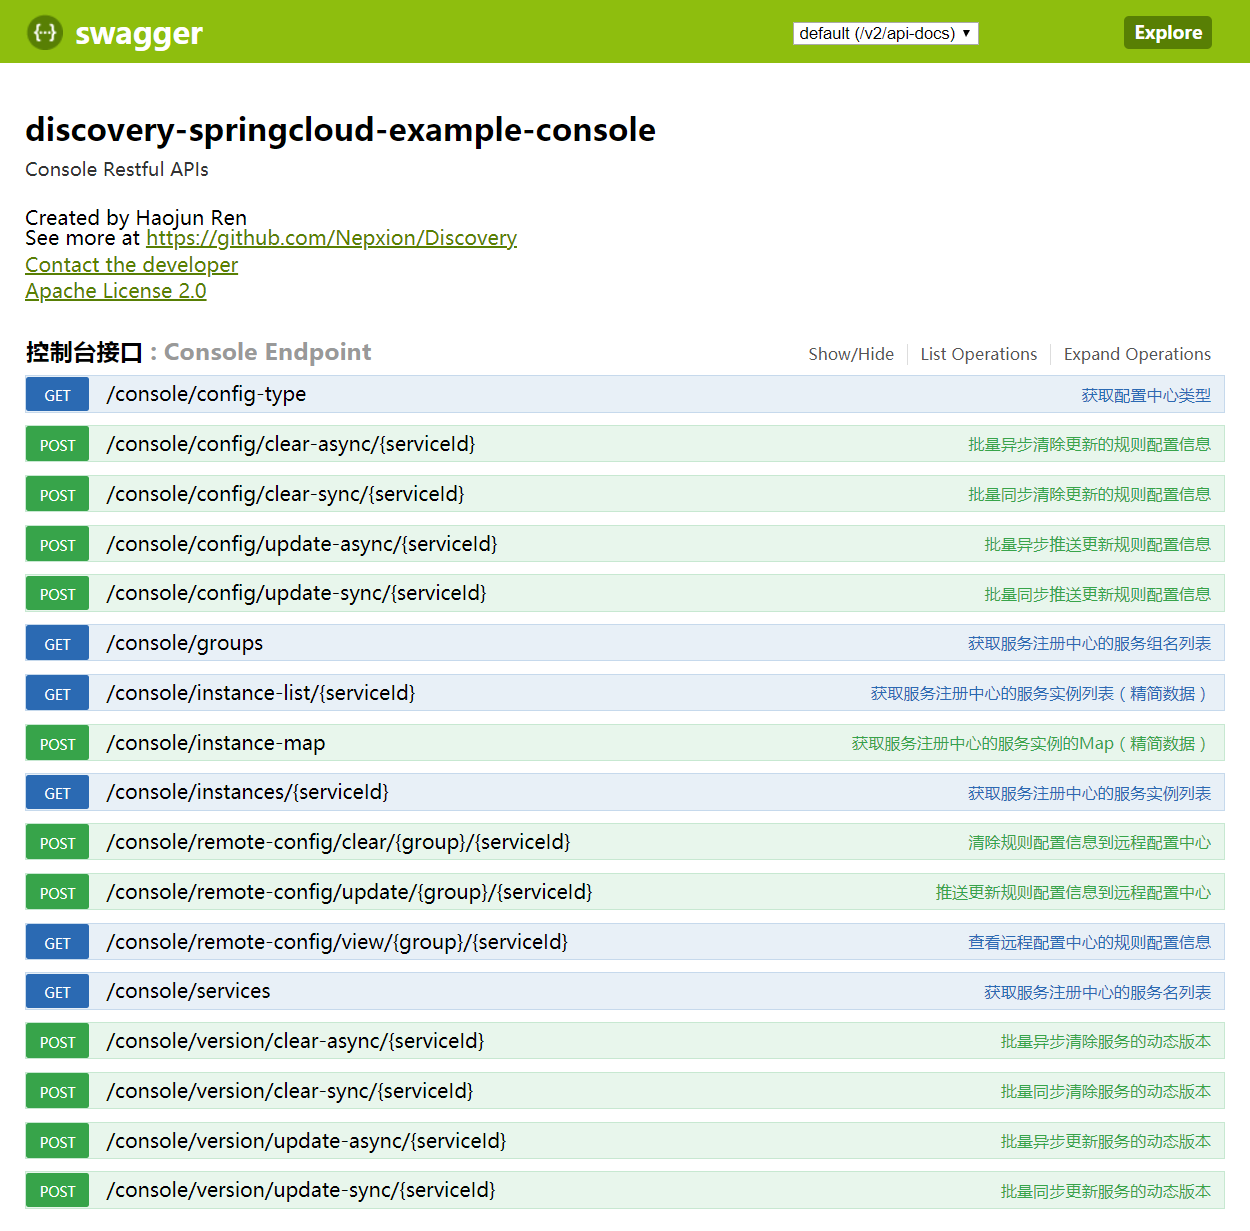 {··} swagger default (/v2/api-docs) ▼ Explore
discovery-springcloud-example-console
Console Restful APIs
Created by Haojun Ren
See more at https://github.com/Nepxion/Discovery
Contact the developer
Apache License 2.0
控制台接口 : Console Endpoint Show/Hide List Operations Expand Operations
GET /console/config-type 获取配置中心类型
POST /console/config/clear-async/{serviceId} 批量异步清除更新的规则配置信息
POST /console/config/clear-sync/{serviceId} 批量同步清除更新的规则配置信息
POST /console/config/update-async/{serviceId} 批量异步推送更新规则配置信息
POST /console/config/update-sync/{serviceId} 批量同步推送更新规则配置信息
GET /console/groups 获取服务注册中心的服务组名列表
GET /console/instance-list/{serviceId} 获取服务注册中心的服务实例列表（精简数据）
POST /console/instance-map 获取服务注册中心的服务实例的Map（精简数据）
GET /console/instances/{serviceId} 获取服务注册中心的服务实例列表
POST /console/remote-config/clear/{group}/{serviceId} 清除规则配置信息到远程配置中心
POST /console/remote-config/update/{group}/{serviceId} 推送更新规则配置信息到远程配置中心
GET /console/remote-config/view/{group}/{serviceId} 查看远程配置中心的规则配置信息
GET /console/services 获取服务注册中心的服务名列表
POST /console/version/clear-async/{serviceId} 批量异步清除服务的动态版本
POST /console/version/clear-sync/{serviceId} 批量同步清除服务的动态版本
POST /console/version/update-async/{serviceId} 批量异步更新服务的动态版本
POST /console/version/update-sync/{serviceId} 批量同步更新服务的动态版本